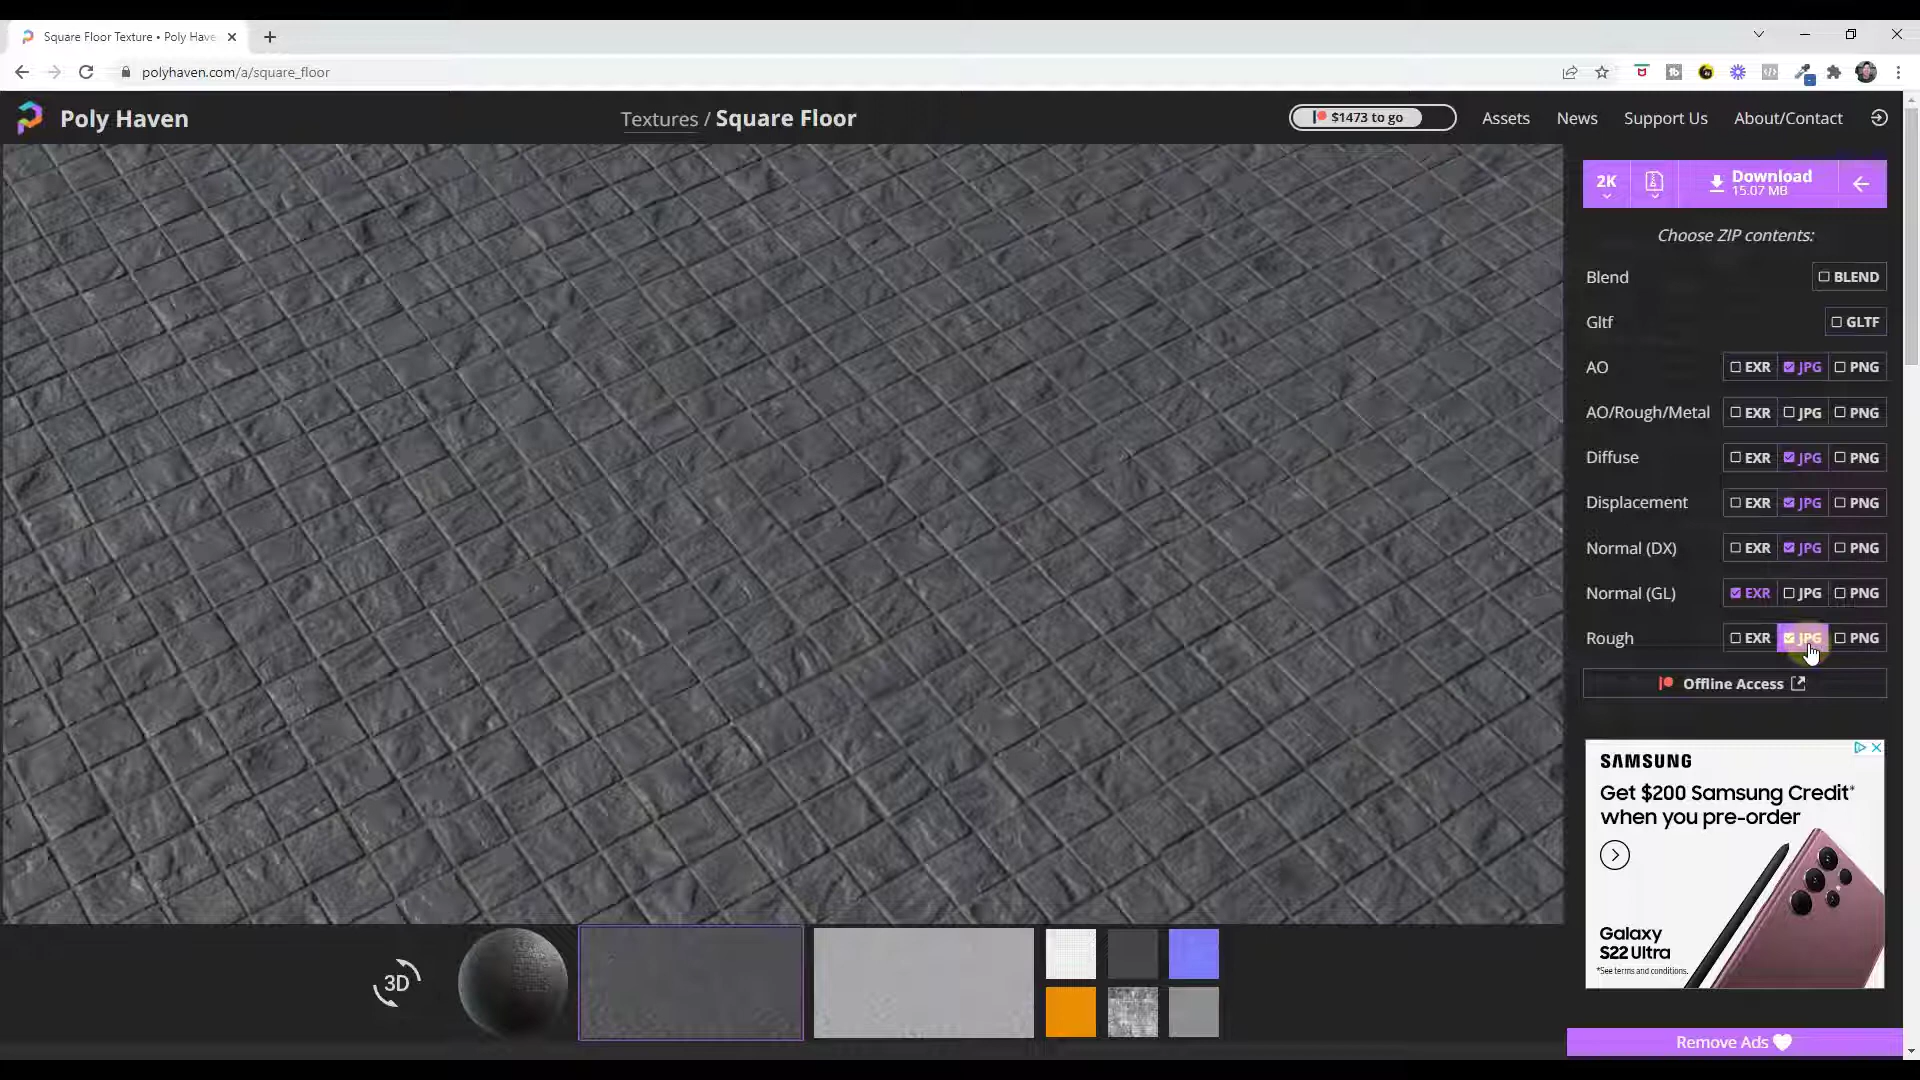 Square Floor Texture • Poly Have
polyhaven.com/a/square_floor
Poly Haven
Textures / Square Floor
$1473 to go
Assets
News
Support Us
About/Contact
2K
Download
15.07 MB
Choose ZIP contents:
Blend BLEND
Gltf GLTF
AO EXR JPG PNG
AO/Rough/Metal EXR JPG PNG
Diffuse EXR JPG PNG
Displacement EXR JPG PNG
Normal (DX) EXR JPG PNG
Normal (GL) EXR JPG PNG
Rough EXR JPG PNG
Offline Access
SAMSUNG
Get $200 Samsung Credit*
when you pre-order
Galaxy
S22 Ultra
*See terms and conditions.
3D
Remove Ads